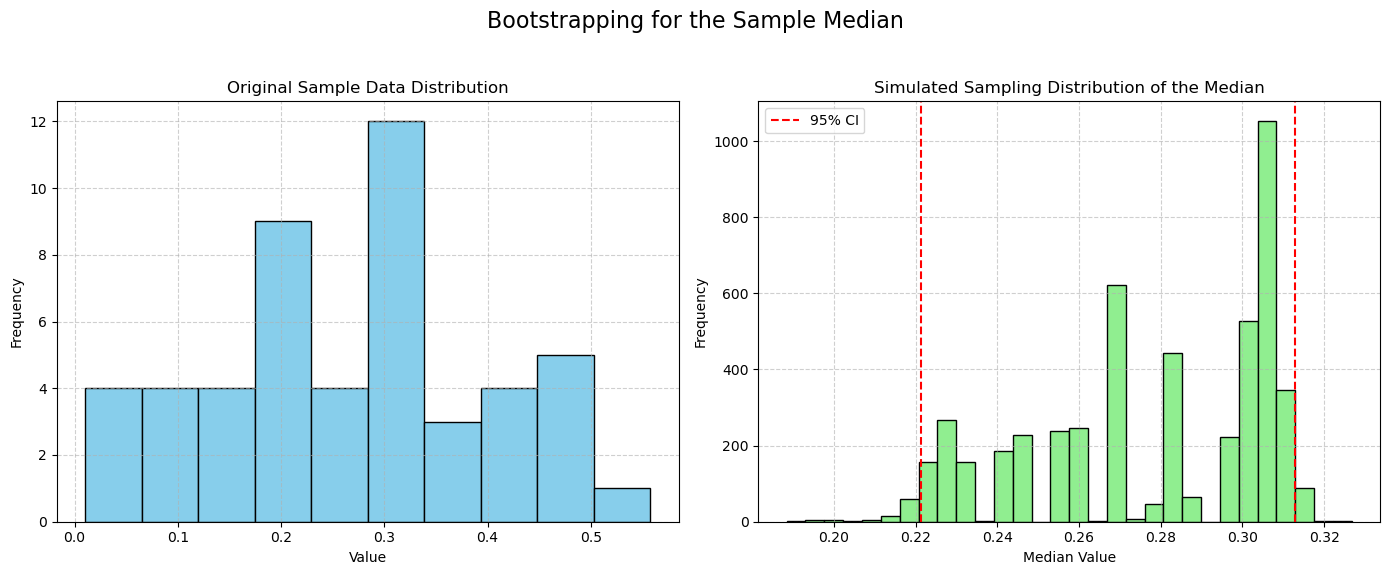 Bootstrapping for the Sample Median
Original Sample Data Distribution
12
10
8
6
4
2
0
Frequency
0.0 0.1 0.2 0.3 0.4 0.5
Value
Simulated Sampling Distribution of the Median
95% CI
1000
800
600
400
200
0
Frequency
0.20 0.22 0.24 0.26 0.28 0.30 0.32
Median Value